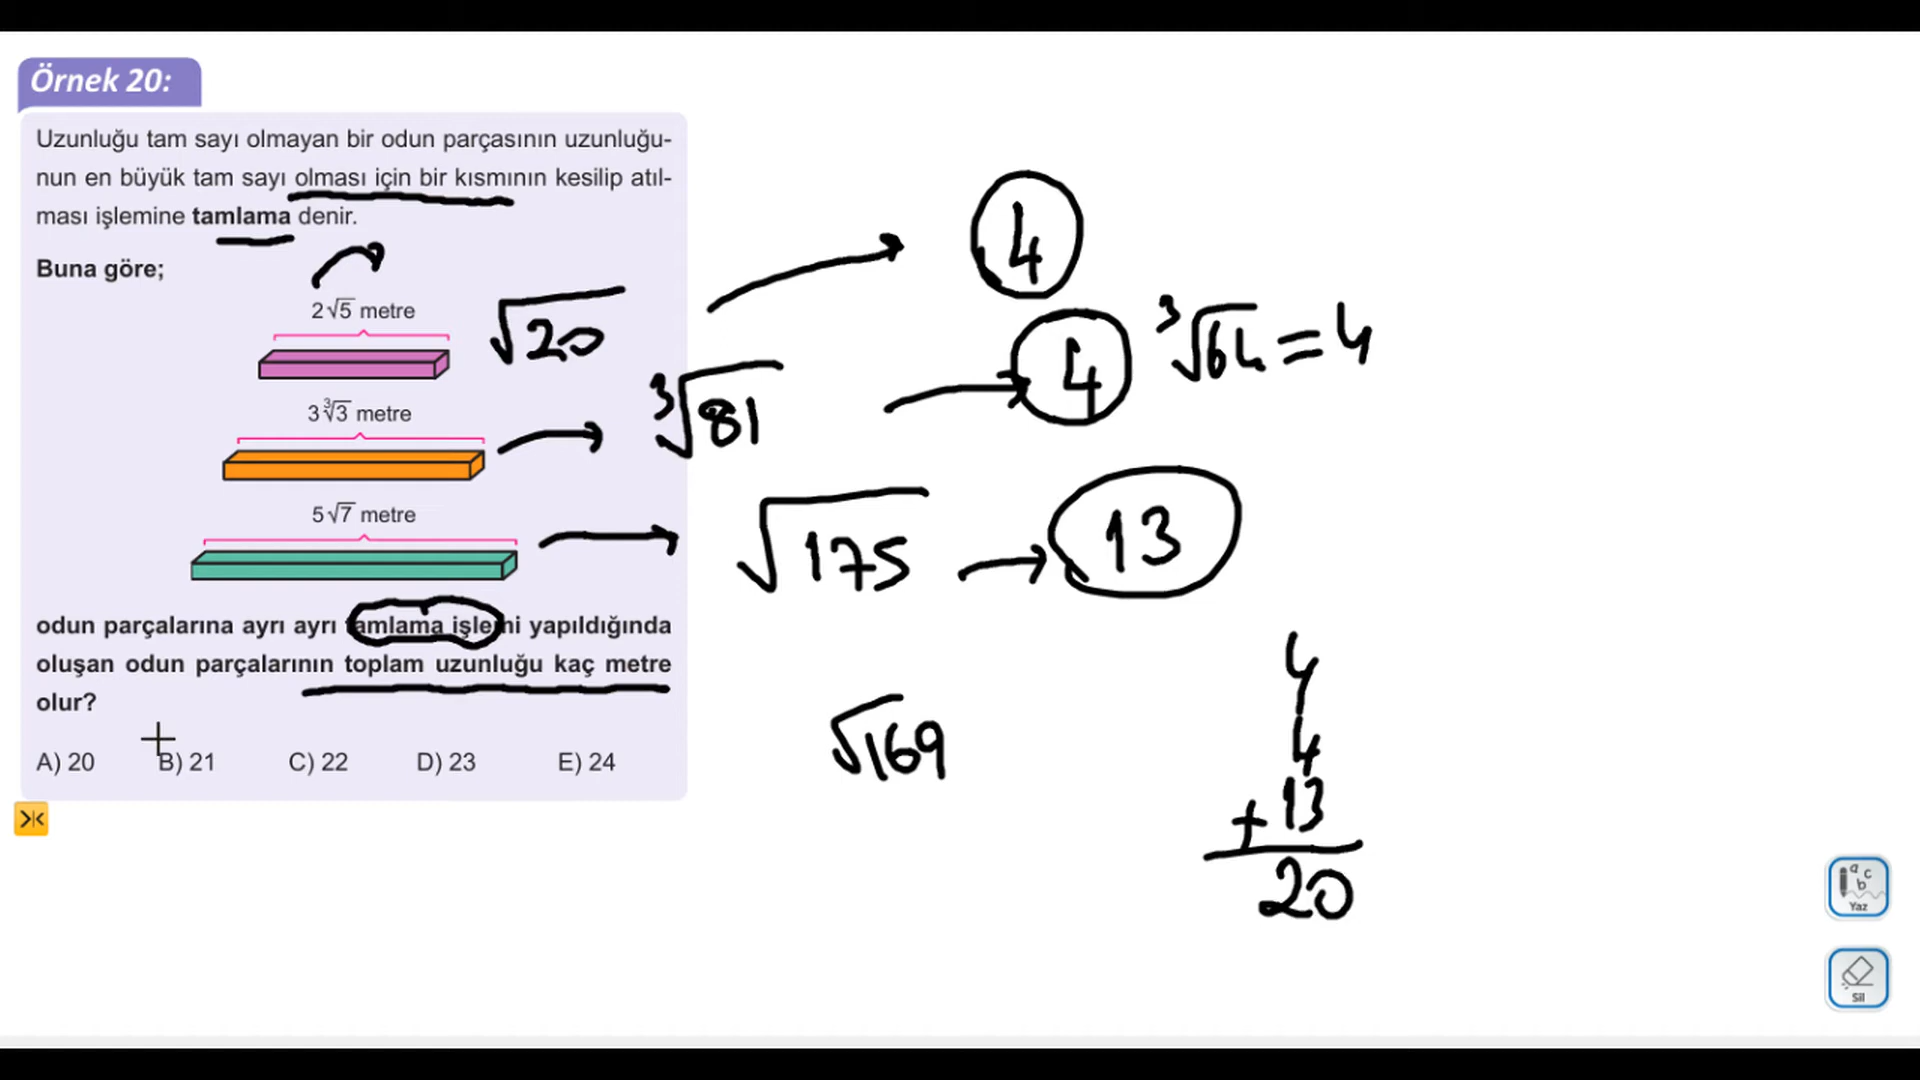 Örnek 20:
Uzunluğu tam sayı olmayan bir odun parçasının uzunluğu-
nun en büyük tam sayı olması için bir kısmının kesilip atıl-
ması işlemine tamlama denir.
Buna göre;
2√5 metre
√20
4
3∛3 metre
∛81
4
∛64 = 4
5√7 metre
√175
13
odun parçalarına ayrı ayrı tamlama işlemi yapıldığında
oluşan odun parçalarının toplam uzunluğu kaç metre
olur?
A) 20 B) 21 C) 22 D) 23 E) 24
√169
4
4
+ 13
20
Yaz
Sil